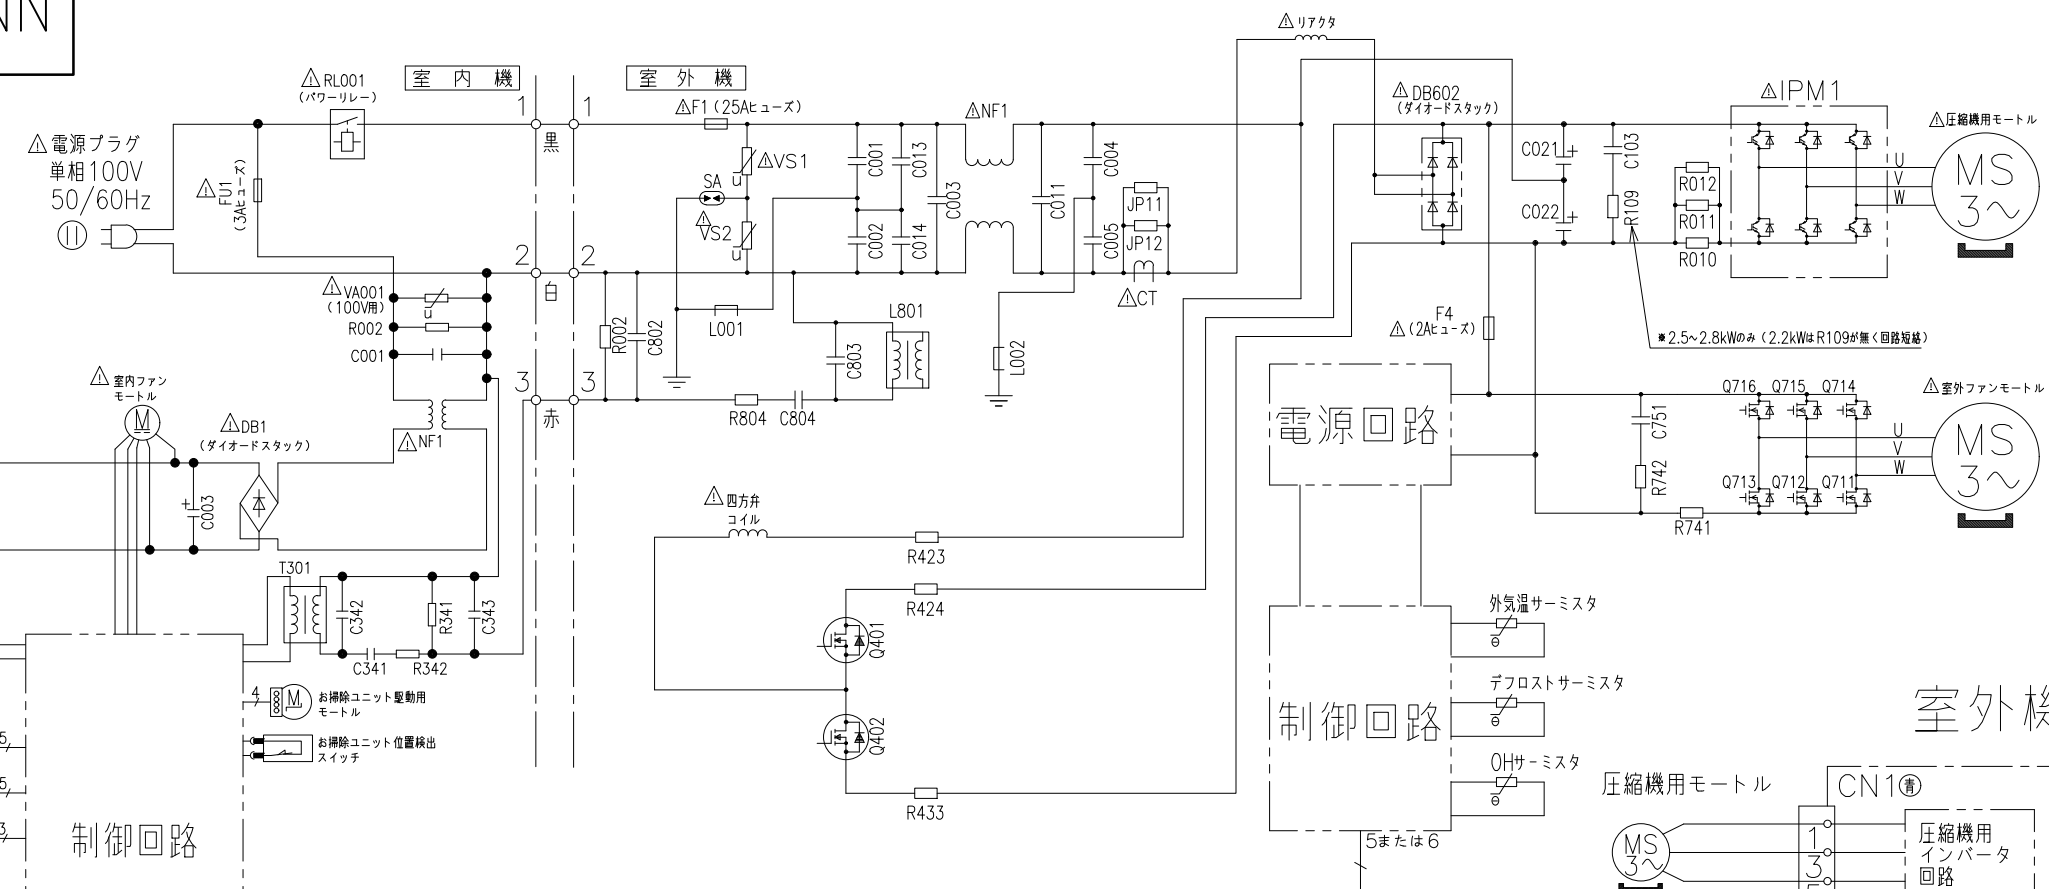 NN
⚠電源プラグ
単相100V
50/60Hz
⚠RL001
(パワーリレー)
⚠FU1
(3Aヒューズ)
室内機
室外機
1 1
黒
2 2
白
3 3
赤
⚠F1(25Aヒューズ)
⚠VS1
u
SA
⚠VS2
u
C001
C013
C002
C014
C003
⚠NF1
C011
C004
C005
JP11
JP12
⚠CT
⚠リアクタ
⚠DB602
(ダイオードスタック)
C021 +
C022 +
C103
R109
R012
R011
R010
⚠IPM1
U
V
W
⚠圧縮機用モートル
MS
3~
⚠VA001
(100V用)
u
R002
C001
⚠NF1
R002
C802
L001
L801
C803
R804
C804
L002
F4
⚠(2Aヒューズ)
※2.5~2.8kWのみ(2.2kWはR109が無く回路短絡)
⚠室内ファン
モートル
M
⚠DB1
(ダイオードスタック)
+
C003
T301
C342
R341
C343
C341
R342
電源回路
C751
R742
R741
Q716 Q715 Q714
Q713 Q712 Q711
U
V
W
⚠室外ファンモートル
MS
3~
⚠四方弁
コイル
R423
R424
Q401
Q402
R433
制御回路
外気温サーミスタ
θ
デフロストサーミスタ
θ
OHサーミスタ
θ
5または6
4
M
お掃除ユニット駆動用
モートル
お掃除ユニット位置検出
スイッチ
5
5
3
制御回路
室外機
圧縮機用モートル
MS
3~
CN1青
1
3
5
圧縮機用
インバータ
回路